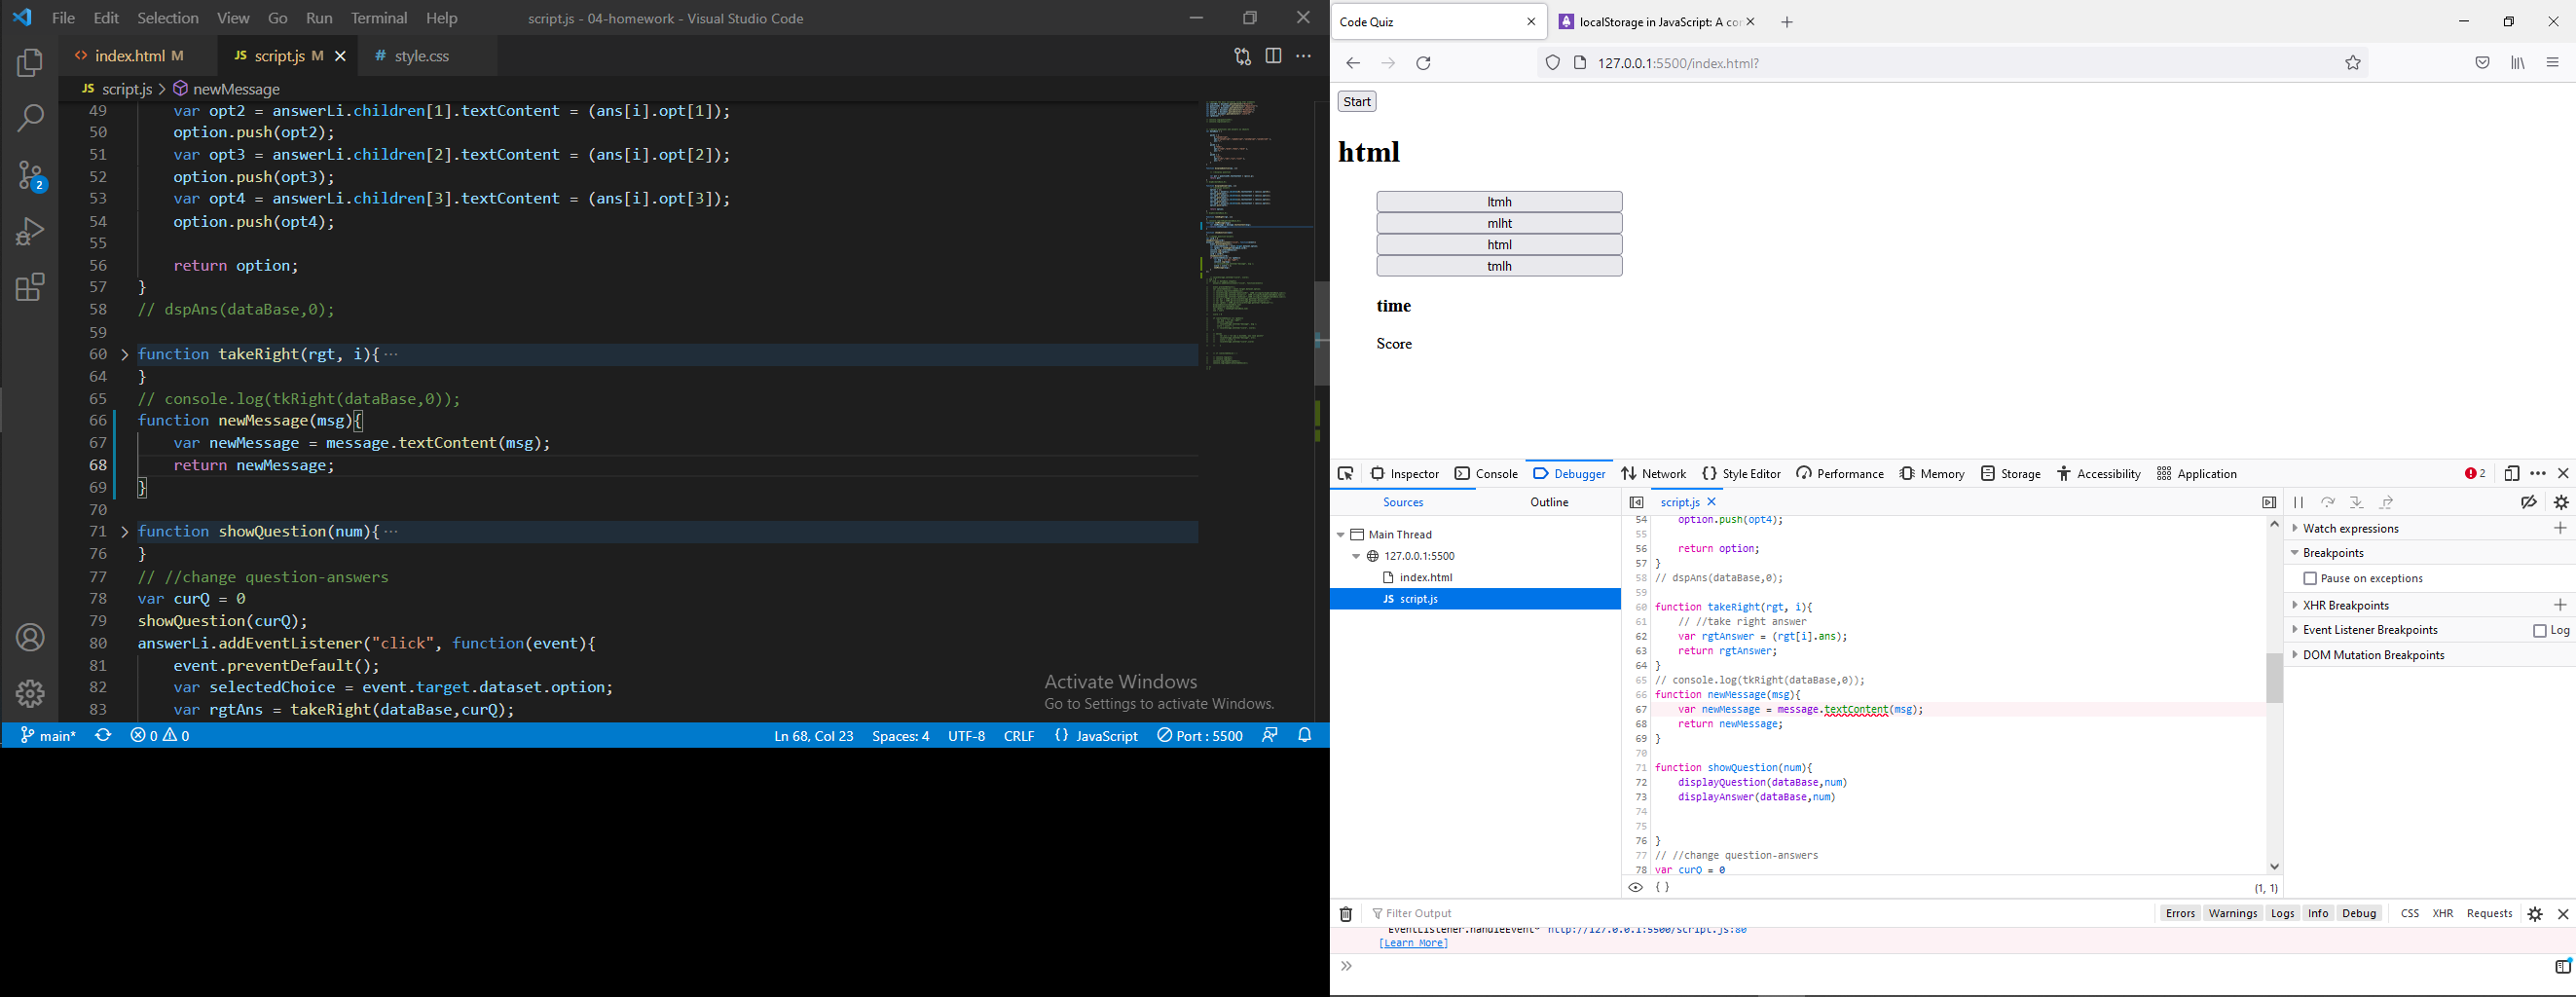 File Edit Selection View Go Run Terminal Help script.js - 04-homework - Visual Studio Code
index.html M JS script.js M # style.css
JS script.js > newMessage
49 var opt2 = answerLi.children[1].textContent = (ans[i].opt[1]);
50 option.push(opt2);
51 var opt3 = answerLi.children[2].textContent = (ans[i].opt[2]);
52 option.push(opt3);
53 var opt4 = answerLi.children[3].textContent = (ans[i].opt[3]);
54 option.push(opt4);
55
56 return option;
57 }
58 // dspAns(dataBase,0);
59
60 function takeRight(rgt, i){ ...
64 }
65 // console.log(tkRight(dataBase,0));
66 function newMessage(msg){
67 var newMessage = message.textContent(msg);
68 return newMessage;
69 }
70
71 function showQuestion(num){ ...
76 }
77 // //change question-answers
78 var curQ = 0
79 showQuestion(curQ);
80 answerLi.addEventListener("click", function(event){
81 event.preventDefault();
82 var selectedChoice = event.target.dataset.option;
83 var rgtAns = takeRight(dataBase,curQ);
Activate Windows
Go to Settings to activate Windows.
2
main* 0 0 Ln 68, Col 23 Spaces: 4 UTF-8 CRLF {} JavaScript Port : 5500
Code Quiz localStorage in JavaScript: A cor
127.0.0.1:5500/index.html?
Start
html
ltmh
mlht
html
tmlh
time
Score
Inspector Console Debugger Network {} Style Editor Performance Memory Storage Accessibility Application 2
Sources Outline script.js
Main Thread
127.0.0.1:5500
index.html
JS script.js
54 option.push(opt4);
55
56 return option;
57 }
58 // dspAns(dataBase,0);
59
60 function takeRight(rgt, i){
61 // //take right answer
62 var rgtAnswer = (rgt[i].ans);
63 return rgtAnswer;
64 }
65 // console.log(tkRight(dataBase,0));
66 function newMessage(msg){
67 var newMessage = message.textContent(msg);
68 return newMessage;
69 }
70
71 function showQuestion(num){
72 displayQuestion(dataBase,num)
73 displayAnswer(dataBase,num)
74
75
76 }
77 // //change question-answers
78 var curQ = 0
{ } (1, 1)
Watch expressions
Breakpoints
Pause on exceptions
XHR Breakpoints
Event Listener Breakpoints Log
DOM Mutation Breakpoints
Filter Output Errors Warnings Logs Info Debug CSS XHR Requests
EventListener.handleEvent* http://127.0.0.1:5500/script.js:80
[Learn More]